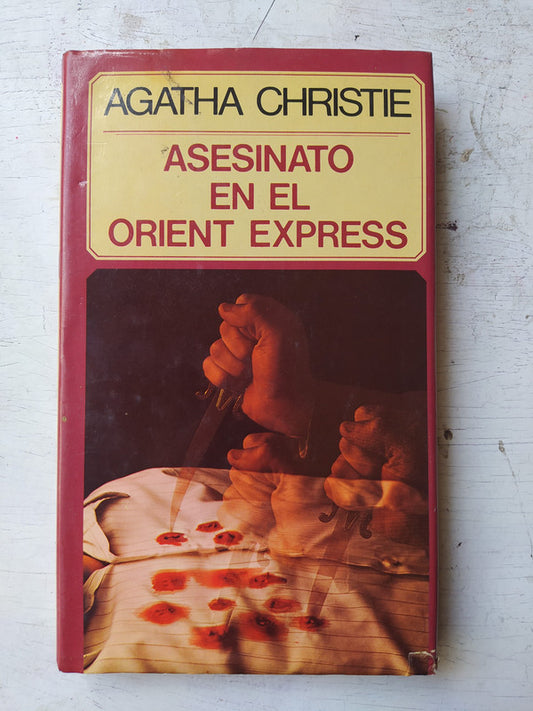 AGATHA CHRISTIE
ASESINATO
EN EL
ORIENT EXPRESS